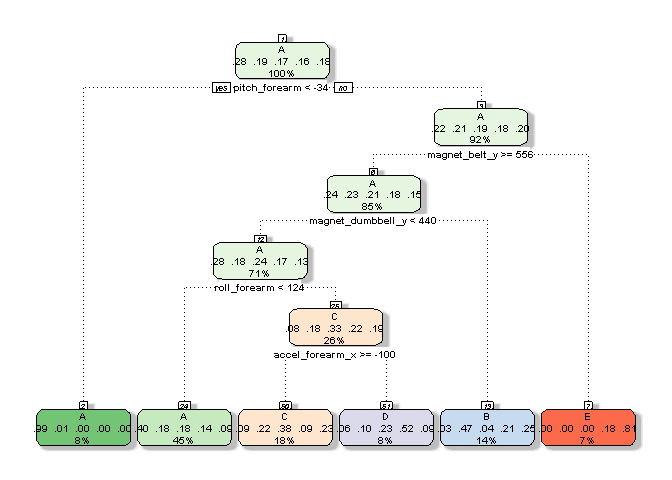 1
A
.28 .19 .17 .16 .18
100%
yes pitch_forearm < -34 no
3
A
.22 .21 .19 .18 .20
92%
magnet_belt_y >= 556
6
A
.24 .23 .21 .18 .15
85%
magnet_dumbbell_y < 440
12
A
.28 .18 .24 .17 .13
71%
roll_forearm < 124
25
C
.08 .18 .33 .22 .19
26%
accel_forearm_x >= -100
2
A
.99 .01 .00 .00 .00
8%
24
A
.40 .18 .18 .14 .09
45%
50
C
.09 .22 .38 .09 .23
18%
51
D
.06 .10 .23 .52 .09
8%
13
B
.03 .47 .04 .21 .25
14%
7
E
.00 .00 .00 .18 .81
7%